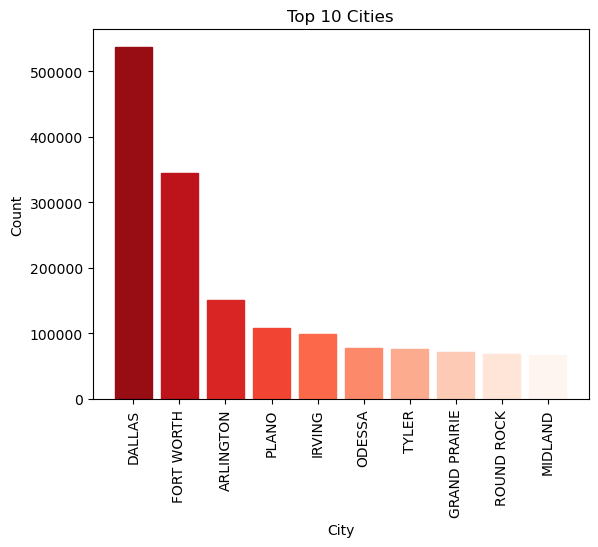 Top 10 Cities
Count
500000
400000
300000
200000
100000
0
DALLAS
FORT WORTH
ARLINGTON
PLANO
IRVING
ODESSA
TYLER
GRAND PRAIRIE
ROUND ROCK
MIDLAND
City